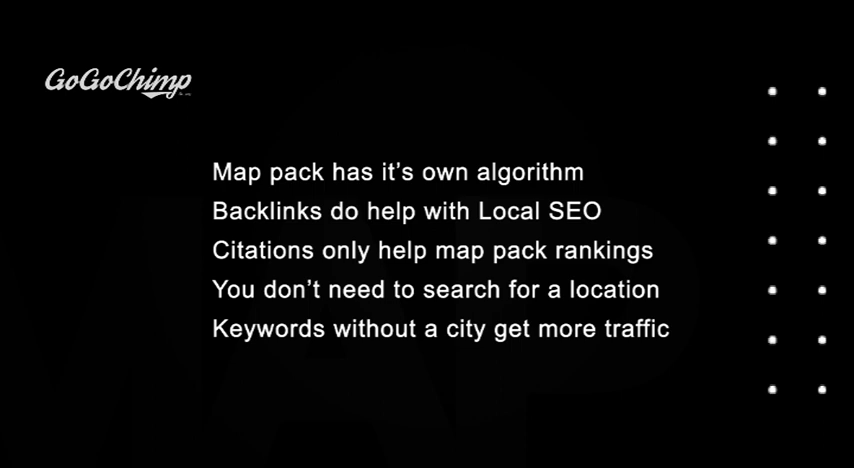 GoGoChimp
Map pack has it’s own algorithm
Backlinks do help with Local SEO
Citations only help map pack rankings
You don’t need to search for a location
Keywords without a city get more traffic